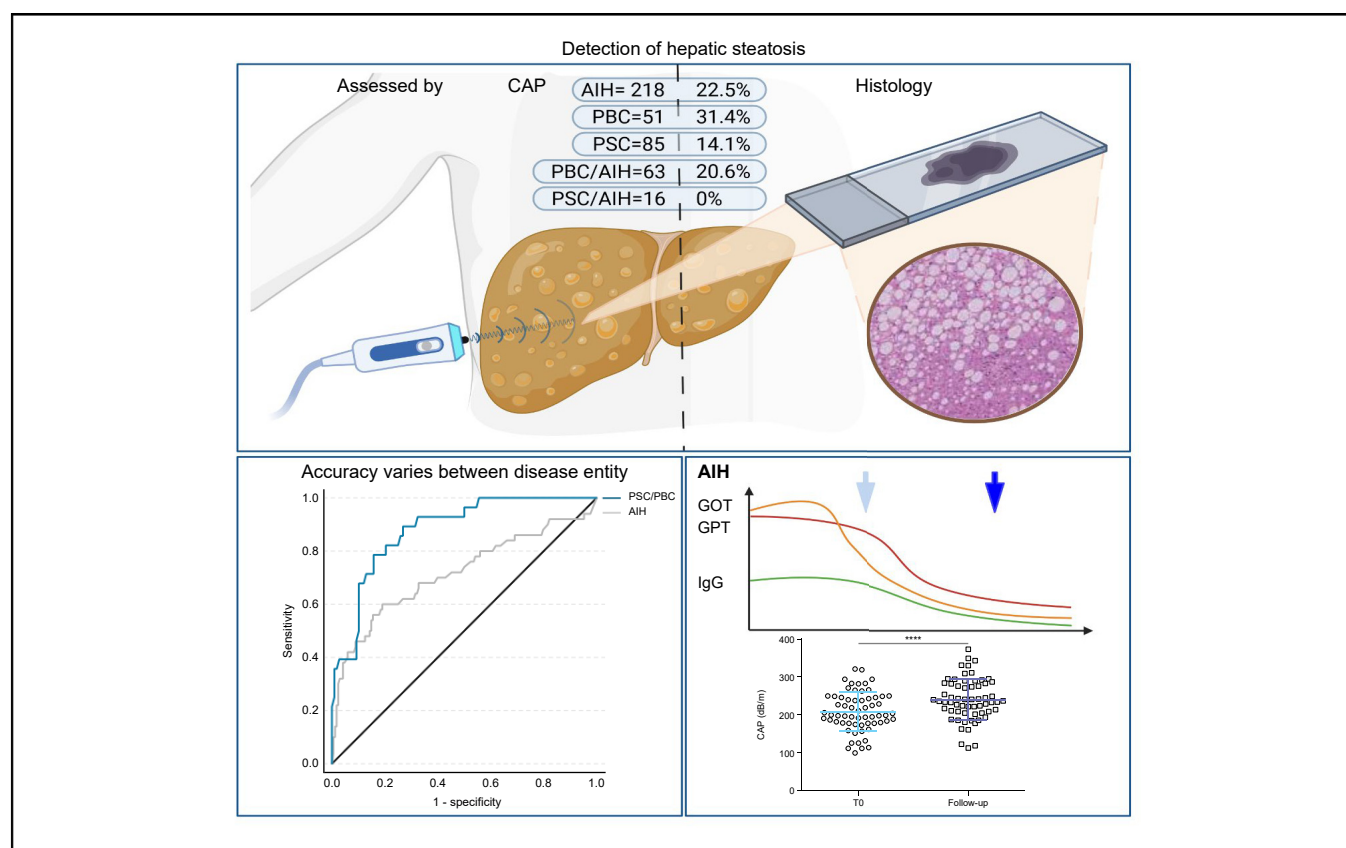 Detection of hepatic steatosis
Assessed by CAP Histology
AIH= 218 22.5%
PBC=51 31.4%
PSC=85 14.1%
PBC/AIH=63 20.6%
PSC/AIH=16 0%
Accuracy varies between disease entity
PSC/PBC
AIH
1.0
0.8
0.6
0.4
0.2
0.0
Sensitivity
0.0 0.2 0.4 0.6 0.8 1.0
1 - specificity
AIH
GOT
GPT
IgG
****
400
300
200
100
0
CAP (dB/m)
T0 Follow-up